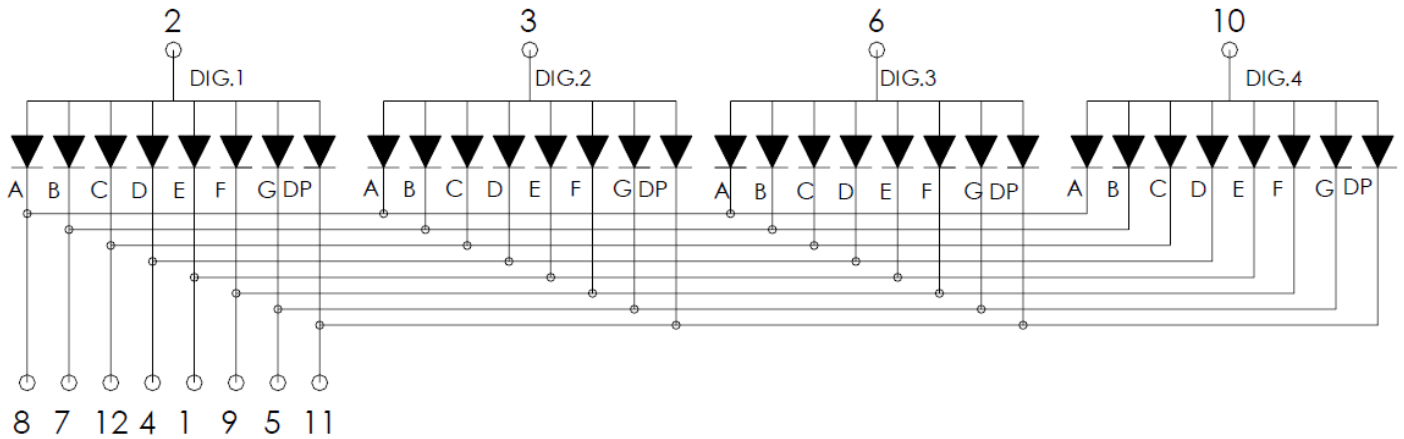 2 3 6 10
DIG.1 DIG.2 DIG.3 DIG.4
A B C D E F G DP A B C D E F G DP A B C D E F G DP A B C D E F G DP
8 7 12 4 1 9 5 11